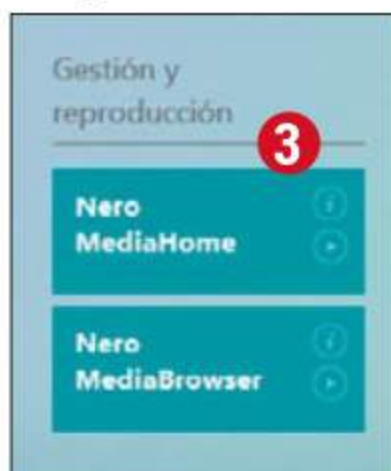 Gestión y
reproducción
3
Nero
MediaHome
Nero
MediaBrowser